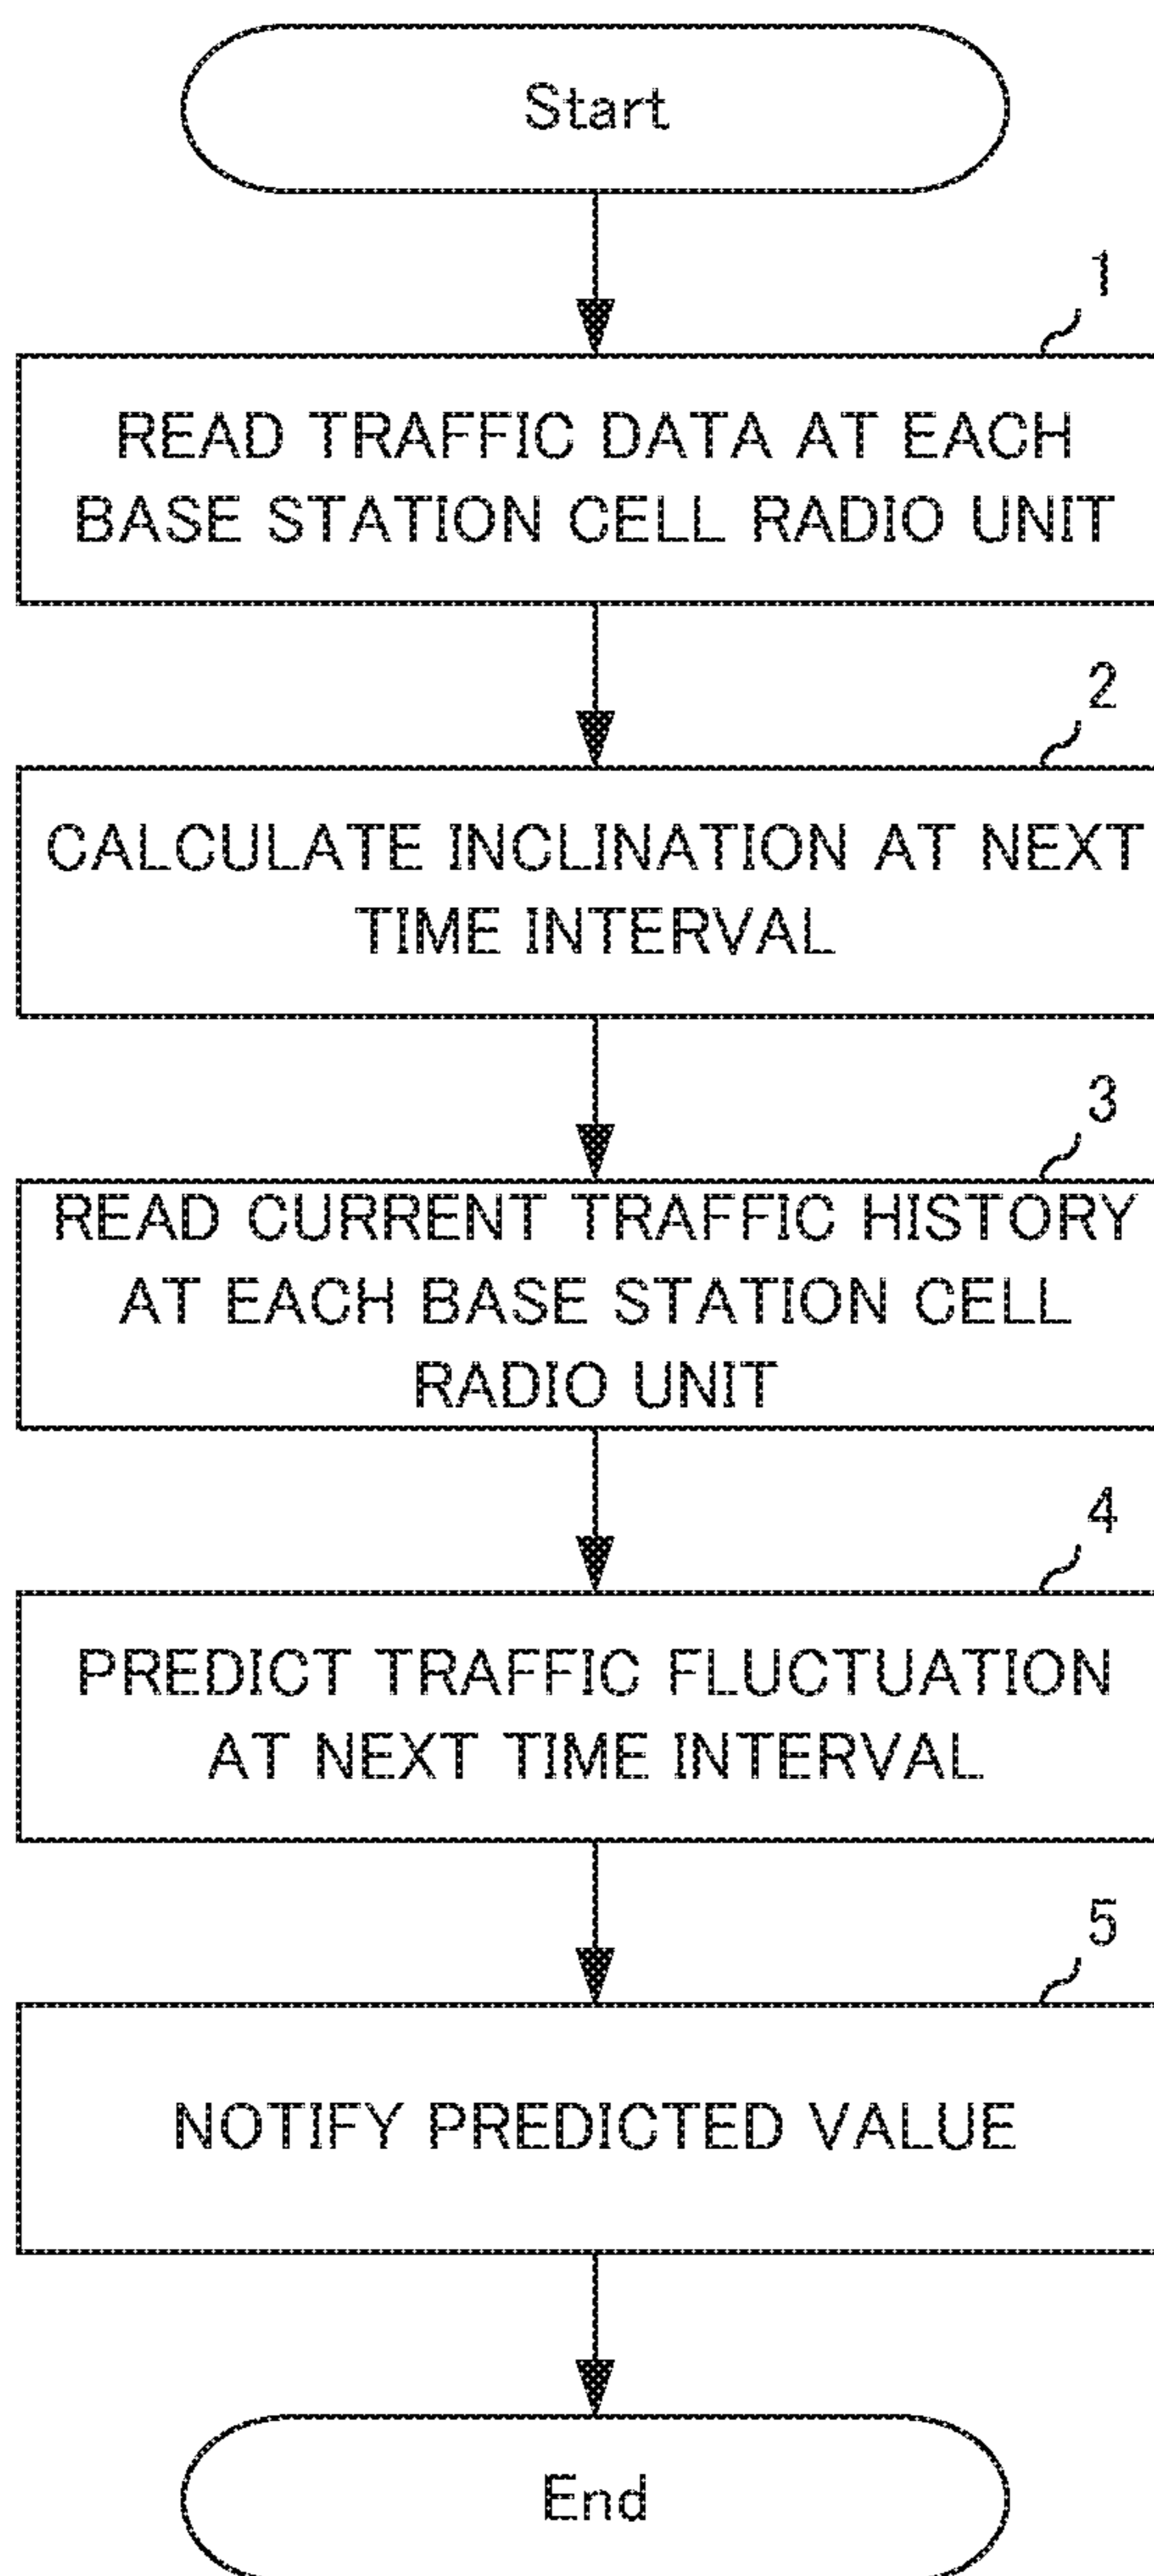 Start
1
READ TRAFFIC DATA AT EACH
BASE STATION CELL RADIO UNIT
2
CALCULATE INCLINATION AT NEXT
TIME INTERVAL
3
READ CURRENT TRAFFIC HISTORY
AT EACH BASE STATION CELL
RADIO UNIT
4
PREDICT TRAFFIC FLUCTUATION
AT NEXT TIME INTERVAL
5
NOTIFY PREDICTED VALUE
End